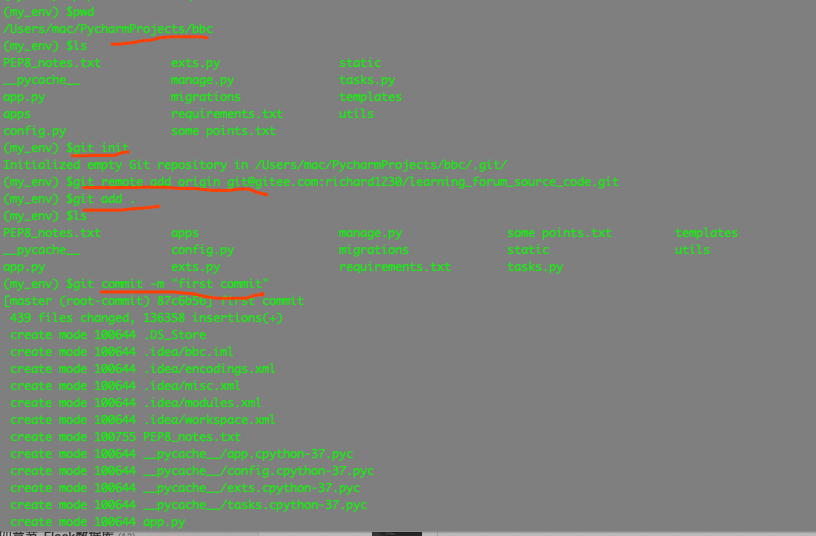 (my_env) $pwd
/Users/mac/PycharmProjects/bbc
(my_env) $ls
PEP8_notes.txt exts.py static
__pycache__ manage.py tasks.py
app.py migrations templates
apps requirements.txt utils
config.py some points.txt
(my_env) $git init
Initialized empty Git repository in /Users/mac/PycharmProjects/bbc/.git/
(my_env) $git remote add origin git@gitee.com:richard1230/learning_forum_source_code.git
(my_env) $git add .
(my_env) $ls
PEP8_notes.txt apps manage.py some points.txt templates
__pycache__ config.py migrations static utils
app.py exts.py requirements.txt tasks.py
(my_env) $git commit -m "first commit"
[master (root-commit) first commit
439 files changed, 126358 insertions(+)
create mode 100644 .DS_Store
create mode 100644 .idea/bbc.iml
create mode 100644 .idea/encodings.xml
create mode 100644 .idea/misc.xml
create mode 100644 .idea/modules.xml
create mode 100644 .idea/workspace.xml
create mode 100755 PEP8_notes.txt
create mode 100644 __pycache__/app.cpython-37.pyc
create mode 100644 __pycache__/config.cpython-37.pyc
create mode 100644 __pycache__/exts.cpython-37.pyc
create mode 100644 __pycache__/tasks.cpython-37.pyc
create mode 100644 app.py